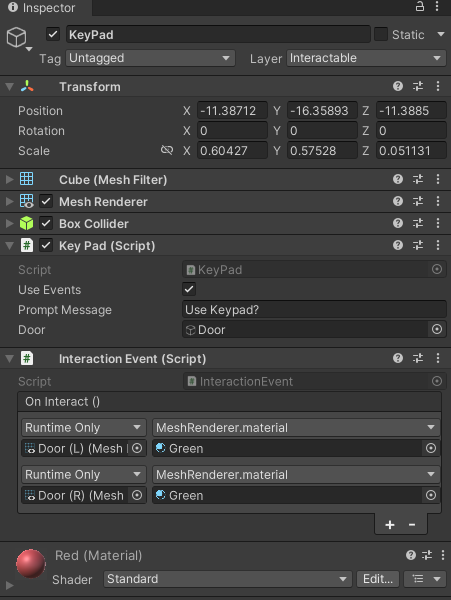 Inspector
KeyPad Static
Tag Untagged Layer Interactable
Transform
Position X -11.38712 Y -16.35893 Z -11.3885
Rotation X 0 Y 0 Z 0
Scale X 0.60427 Y 0.57528 Z 0.051131
Cube (Mesh Filter)
Mesh Renderer
Box Collider
Key Pad (Script)
Script KeyPad
Use Events
Prompt Message Use Keypad?
Door Door
Interaction Event (Script)
Script InteractionEvent
On Interact ()
Runtime Only MeshRenderer.material
Door (L) (Mesh Green
Runtime Only MeshRenderer.material
Door (R) (Mesh Green
+ -
Red (Material)
Shader Standard Edit...